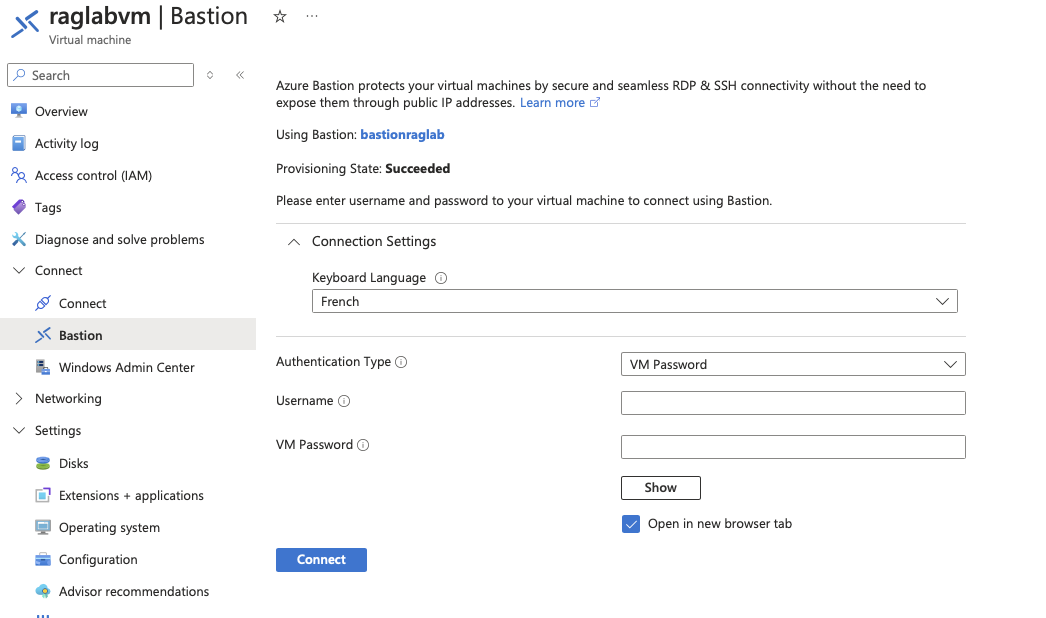 raglabvm | Bastion
Virtual machine
Search
Overview
Activity log
Access control (IAM)
Tags
Diagnose and solve problems
Connect
Connect
Bastion
Windows Admin Center
Networking
Settings
Disks
Extensions + applications
Operating system
Configuration
Advisor recommendations
Azure Bastion protects your virtual machines by secure and seamless RDP & SSH connectivity without the need to
expose them through public IP addresses. Learn more
Using Bastion: bastionraglab
Provisioning State: Succeeded
Please enter username and password to your virtual machine to connect using Bastion.
Connection Settings
Keyboard Language
French
Authentication Type
VM Password
Username
VM Password
Show
Open in new browser tab
Connect